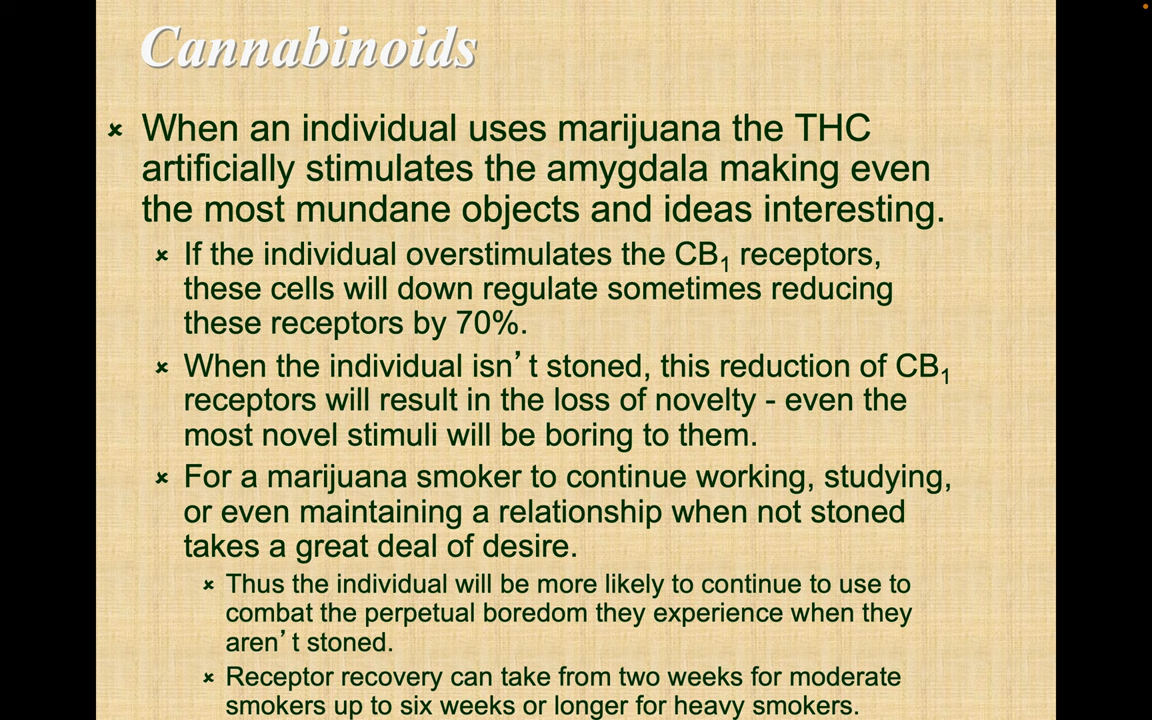 Cannabinoids
When an individual uses marijuana the THC
artificially stimulates the amygdala making even
the most mundane objects and ideas interesting.
If the individual overstimulates the CB₁ receptors,
these cells will down regulate sometimes reducing
these receptors by 70%.
When the individual isn’t stoned, this reduction of CB₁
receptors will result in the loss of novelty - even the
most novel stimuli will be boring to them.
For a marijuana smoker to continue working, studying,
or even maintaining a relationship when not stoned
takes a great deal of desire.
Thus the individual will be more likely to continue to use to
combat the perpetual boredom they experience when they
aren’t stoned.
Receptor recovery can take from two weeks for moderate
smokers up to six weeks or longer for heavy smokers.